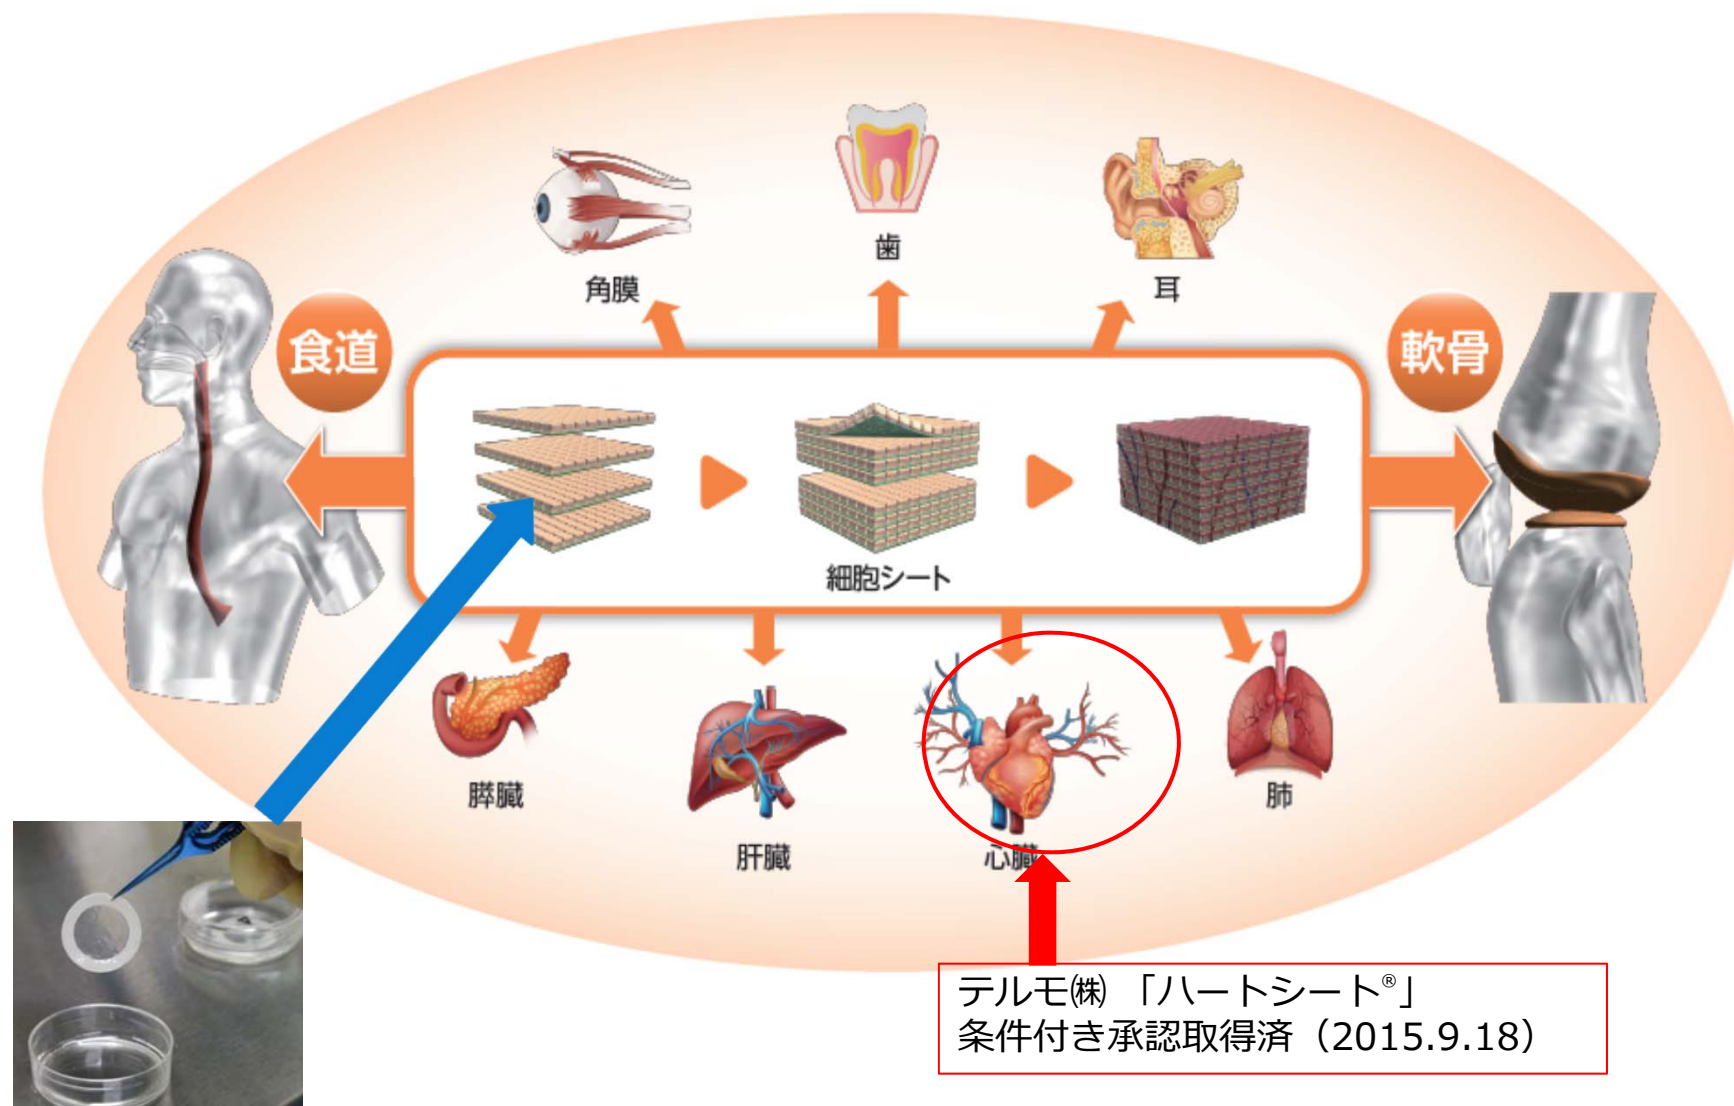 歯
角膜
耳
食道
軟骨
細胞シート
膵臓
肝臓
心臓
肺
テルモ㈱ 「ハートシート®」
条件付き承認取得済（2015.9.18）